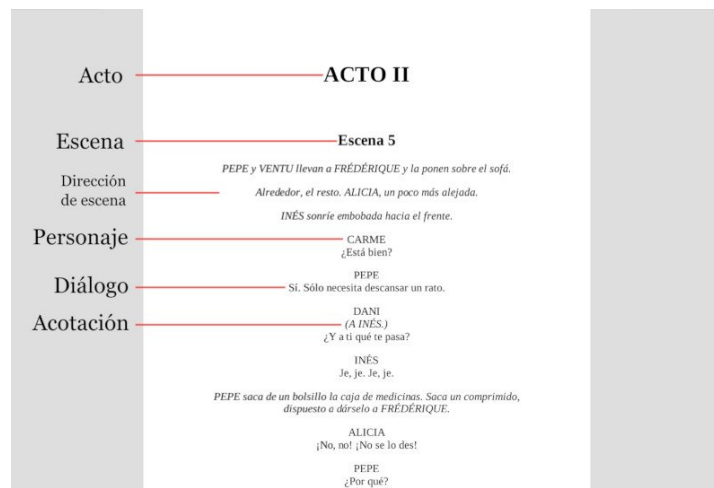 Acto
ACTO II
Escena
Escena 5
PEPE y VENTU llevan a FRÉDÉRIQUE y la ponen sobre el sofá.
Dirección
de escena
Alrededor, el resto. ALICIA, un poco más alejada.
INÉS sonríe embobada hacia el frente.
Personaje
CARME
¿Está bien?
PEPE
Diálogo
Sí. Sólo necesita descansar un rato.
DANI
Acotación
(A INÉS.)
¿Y a ti qué te pasa?
INÉS
Je, je. Je, je.
PEPE saca de un bolsillo la caja de medicinas. Saca un comprimido,
dispuesto a dárselo a FRÉDÉRIQUE.
ALICIA
¡No, no! ¡No se lo des!
PEPE
¿Por qué?